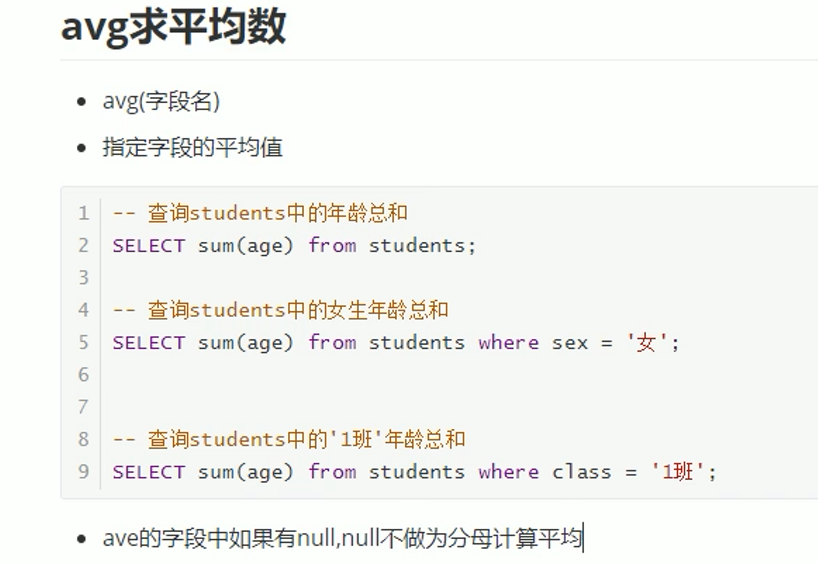 avg求平均数
avg(字段名)
指定字段的平均值
1 -- 查询students中的年龄总和
2 SELECT sum(age) from students;
3
4 -- 查询students中的女生年龄总和
5 SELECT sum(age) from students where sex = '女';
6
7
8 -- 查询students中的'1班'年龄总和
9 SELECT sum(age) from students where class = '1班';
ave的字段中如果有null,null不做为分母计算平均